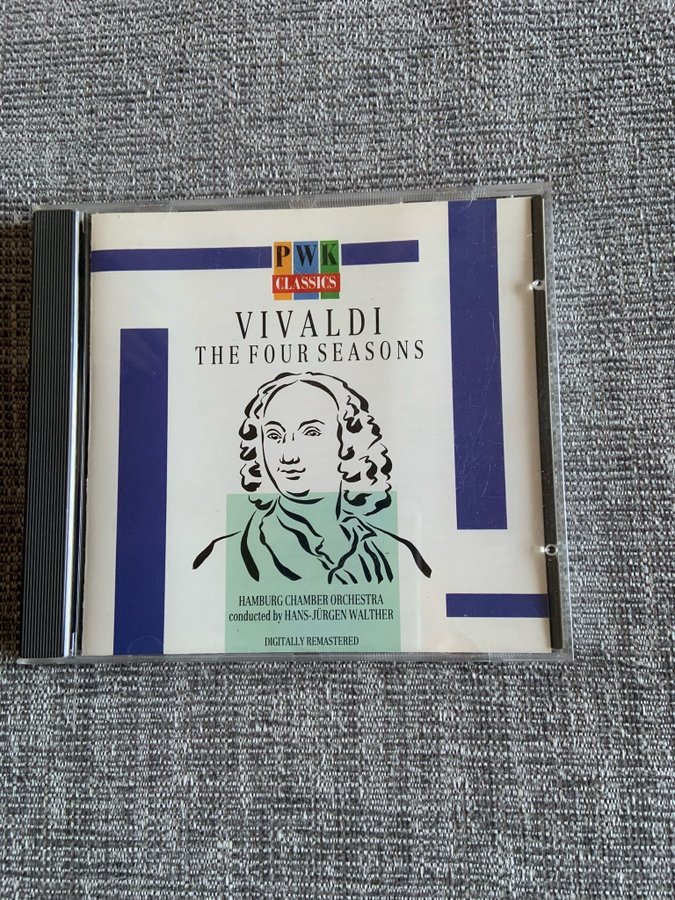 PWK
CLASSICS
VIVALDI
THE FOUR SEASONS
HAMBURG CHAMBER ORCHESTRA
conducted by HANS-JÜRGEN WALTHER
DIGITALLY REMASTERED